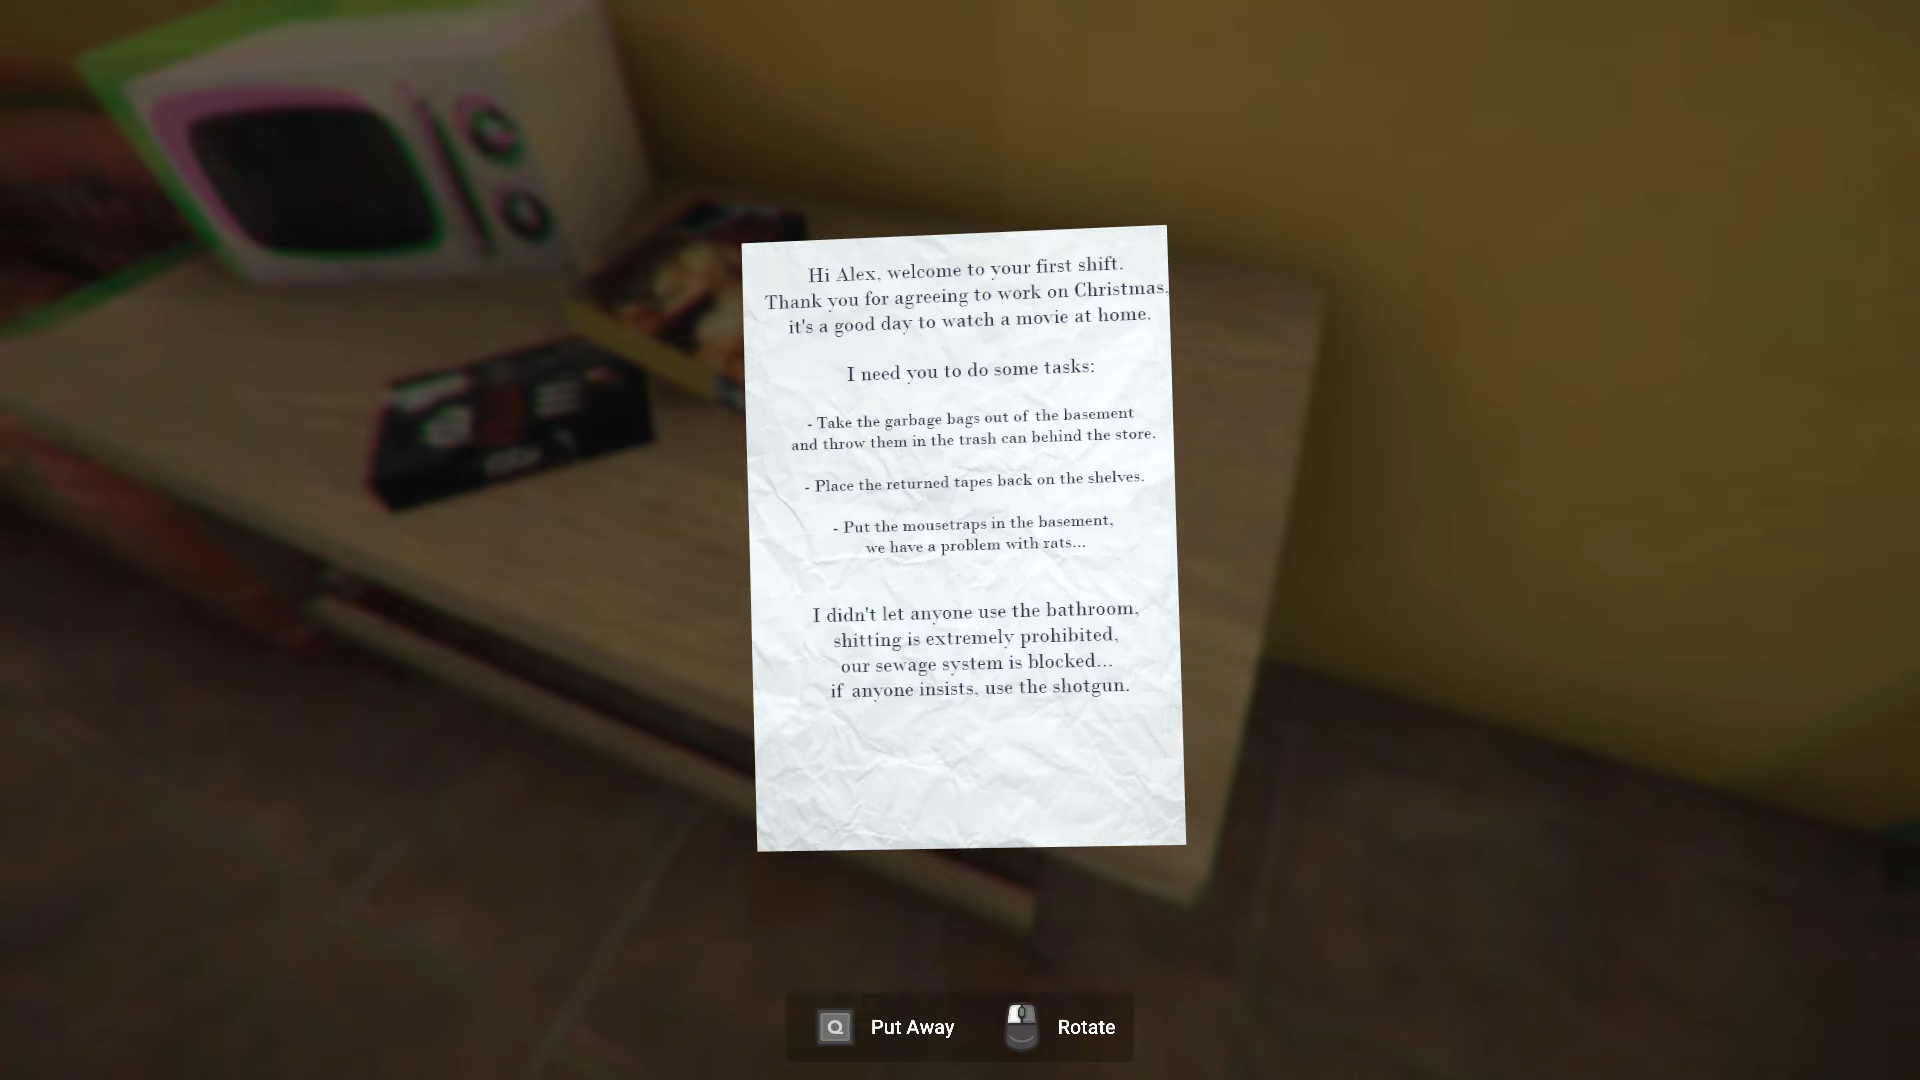 Hi Alex, welcome to your first shift.
Thank you for agreeing to work on Christmas,
it's a good day to watch a movie at home.
I need you to do some tasks:
- Take the garbage bags out of the basement
and throw them in the trash can behind the store.
- Place the returned tapes back on the shelves.
- Put the mousetraps in the basement,
we have a problem with rats...
I didn't let anyone use the bathroom,
shitting is extremely prohibited,
our sewage system is blocked...
if anyone insists, use the shotgun.
Q Put Away Rotate